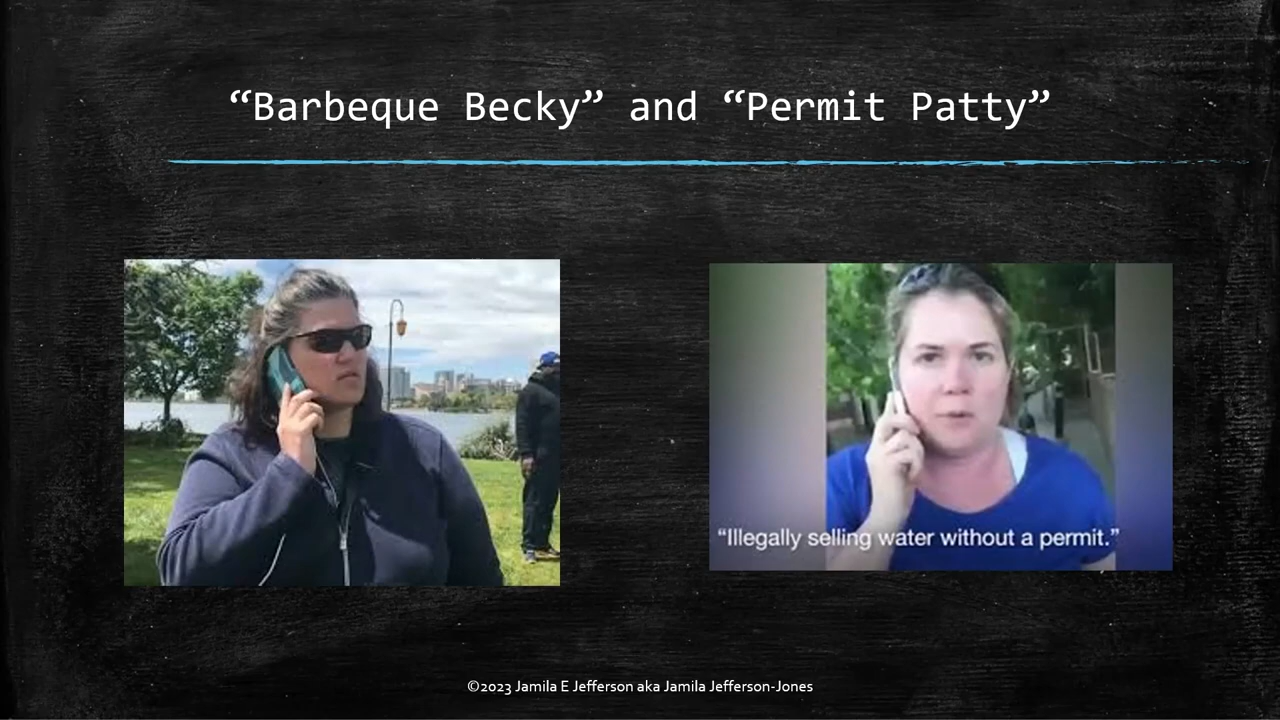 “Barbeque Becky” and “Permit Patty”
“Illegally selling water without a permit.”
©2023 Jamila E Jefferson aka Jamila Jefferson-Jones